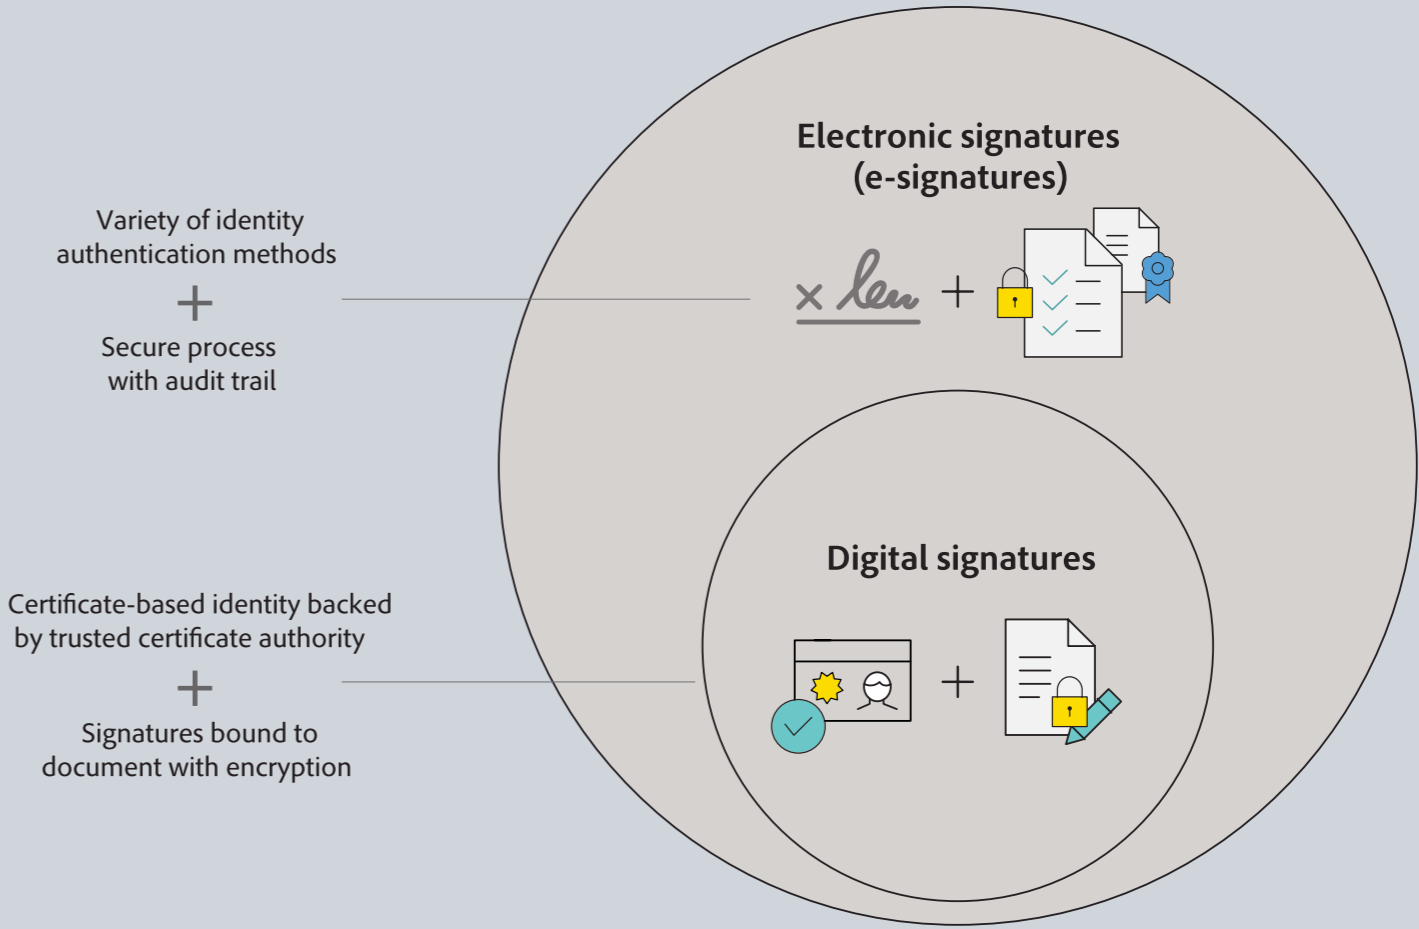 Electronic signatures
(e-signatures)
Variety of identity
authentication methods
+
Secure process
with audit trail
× len +
Digital signatures
Certificate-based identity backed
by trusted certificate authority
+
Signatures bound to
document with encryption
+